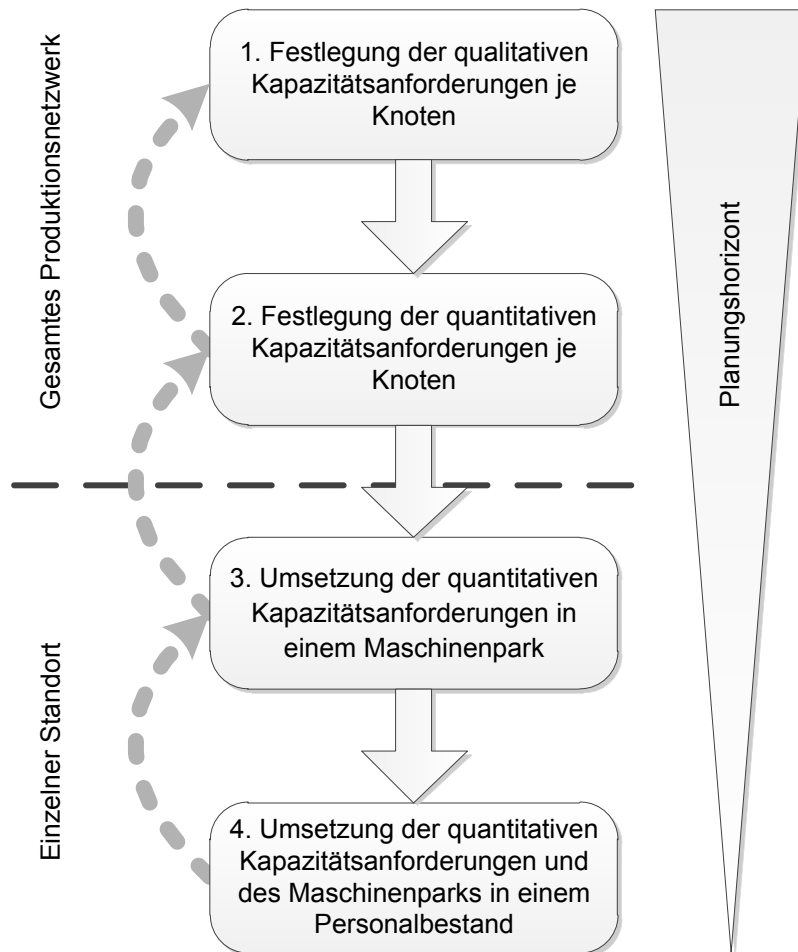 Gesamtes Produktionsnetzwerk
1. Festlegung der qualitativen
Kapazitätsanforderungen je
Knoten
2. Festlegung der quantitativen
Kapazitätsanforderungen je
Knoten
Planungshorizont
Einzelner Standort
3. Umsetzung der quantitativen
Kapazitätsanforderungen in
einem Maschinenpark
4. Umsetzung der quantitativen
Kapazitätsanforderungen und
des Maschinenparks in einem
Personalbestand